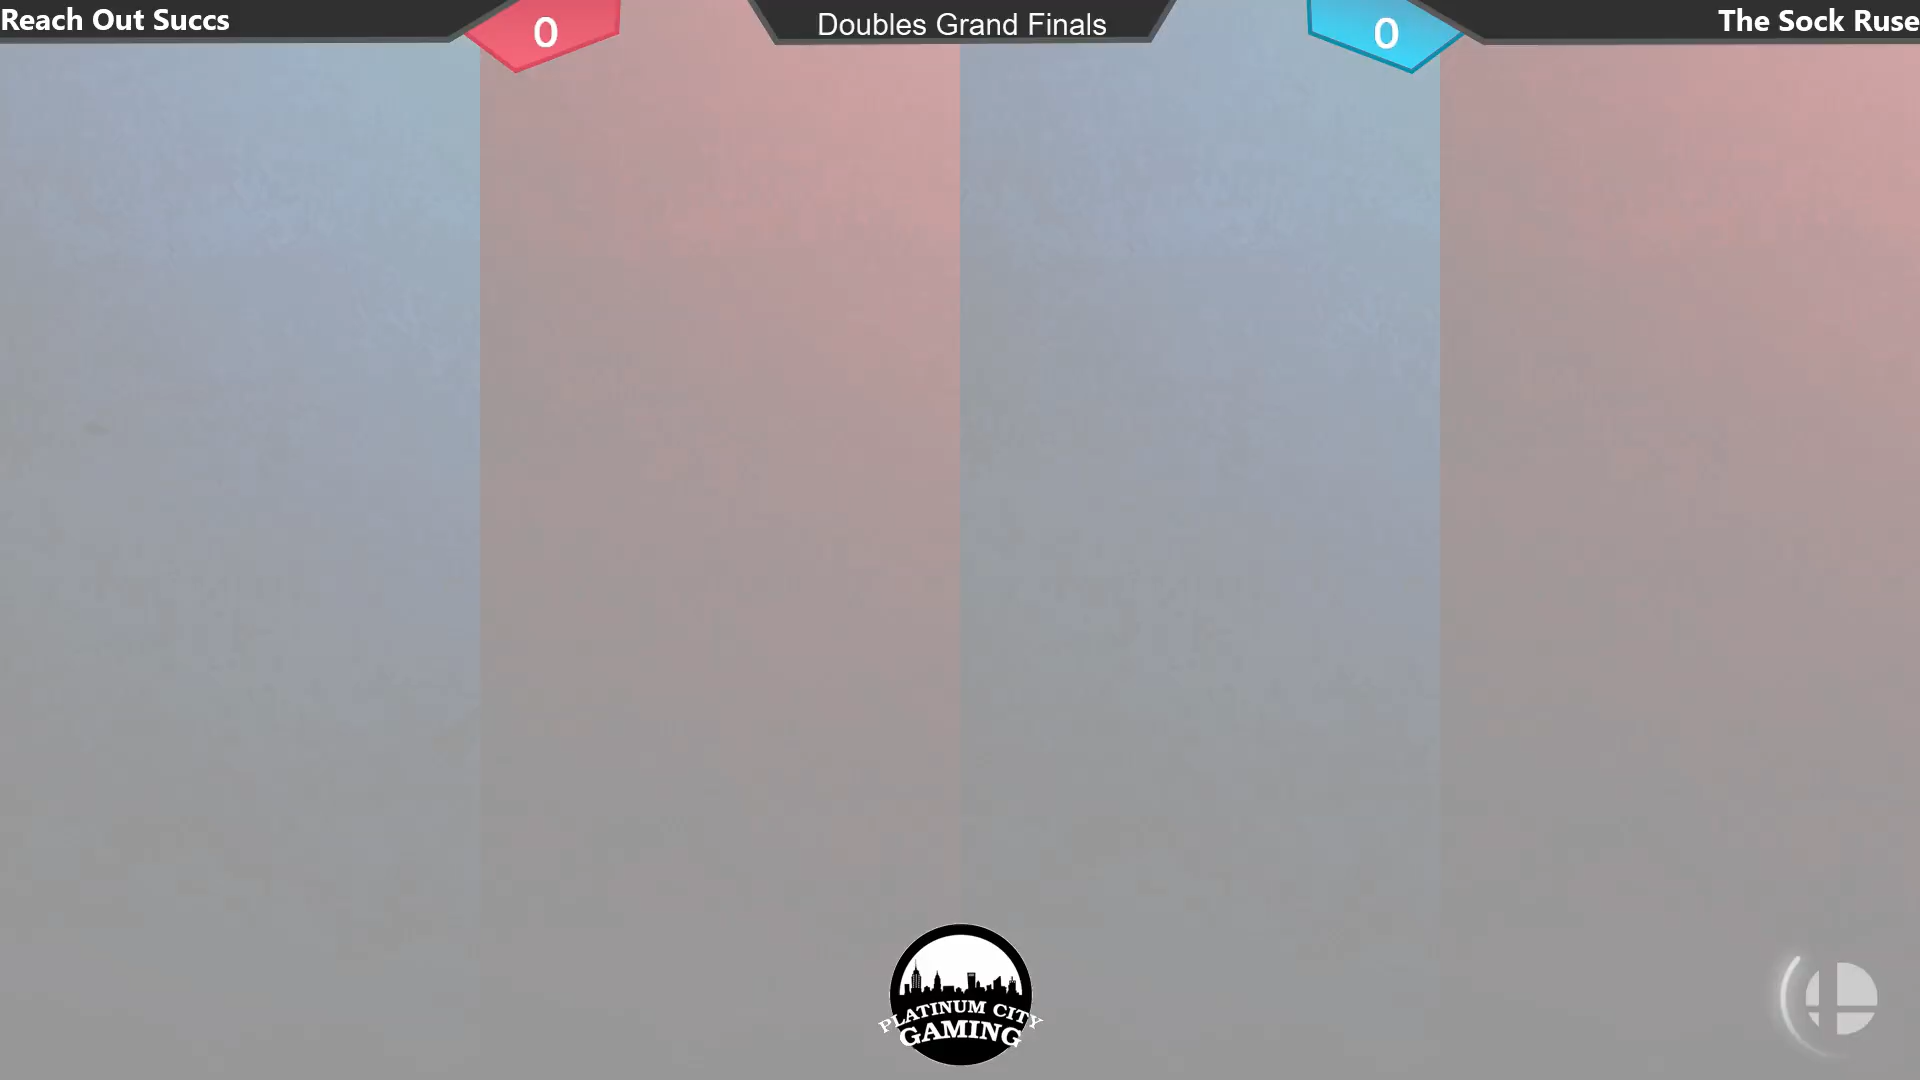 Reach Out Succs
0
Doubles Grand Finals
0
The Sock Ruse
PLATINUM CITY
GAMING